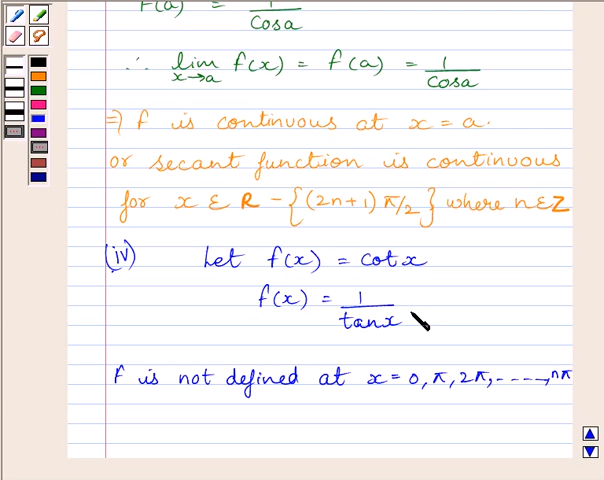 F(a) = 1/Cosa
∴ lim x→a f(x) = f(a) = 1/Cosa
=) f is continuous at x = a.
or secant function is continuous
for x ε R - {(2n+1) π/2} where n ε Z
(iv) Let f(x) = cotx
f(x) = 1/tanx
f is not defined at x = 0, π, 2π, -----, nπ